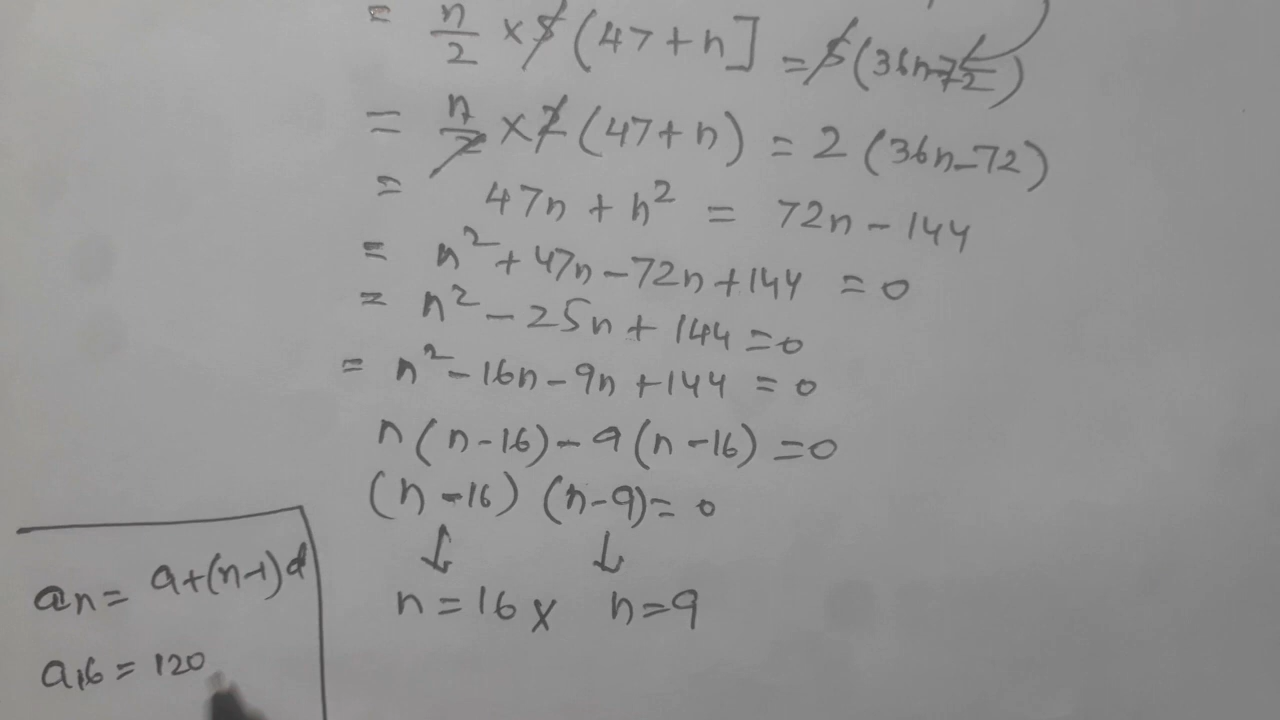 = n/2 × 5 (47 + n ] = 5 (36n - 72)
= n/2 × 2 (47 + n) = 2 (36n - 72)
= 47n + n² = 72n - 144
= n² + 47n - 72n + 144 = 0
= n² - 25n + 144 = 0
= n² - 16n - 9n + 144 = 0
n (n - 16) - 9 (n - 16) = 0
(n - 16) (n - 9) = 0
↓ ↓
n = 16 × n = 9
an = a + (n - 1) d
a16 = 120